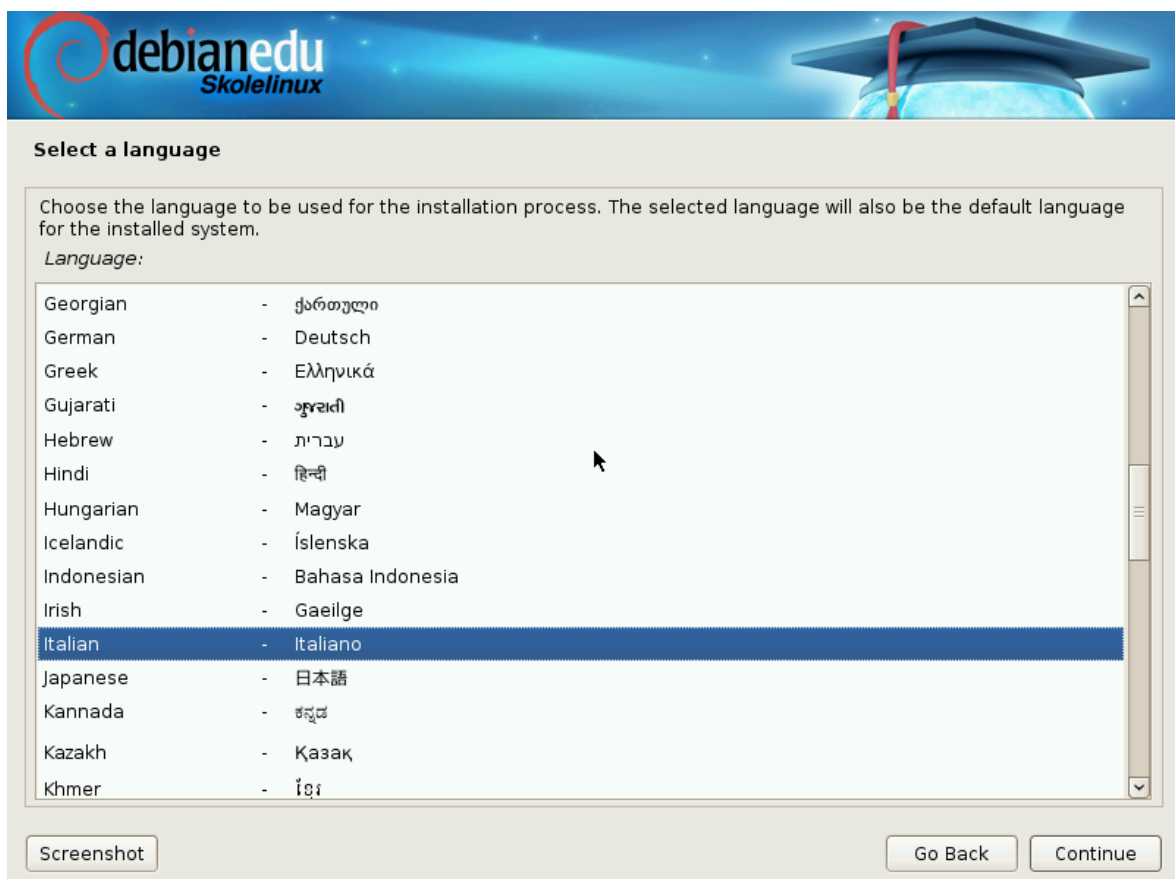 debianedu
Skolelinux
Select a language
Choose the language to be used for the installation process. The selected language will also be the default language
for the installed system.
Language:
Georgian - ქართული
German - Deutsch
Greek - Ελληνικά
Gujarati - ગુજરાતી
Hebrew - עברית
Hindi - हिन्दी
Hungarian - Magyar
Icelandic - Íslenska
Indonesian - Bahasa Indonesia
Irish - Gaeilge
Italian - Italiano
Japanese - 日本語
Kannada - ಕನ್ನಡ
Kazakh - Қазақ
Khmer - ខ្មែរ
Screenshot Go Back Continue